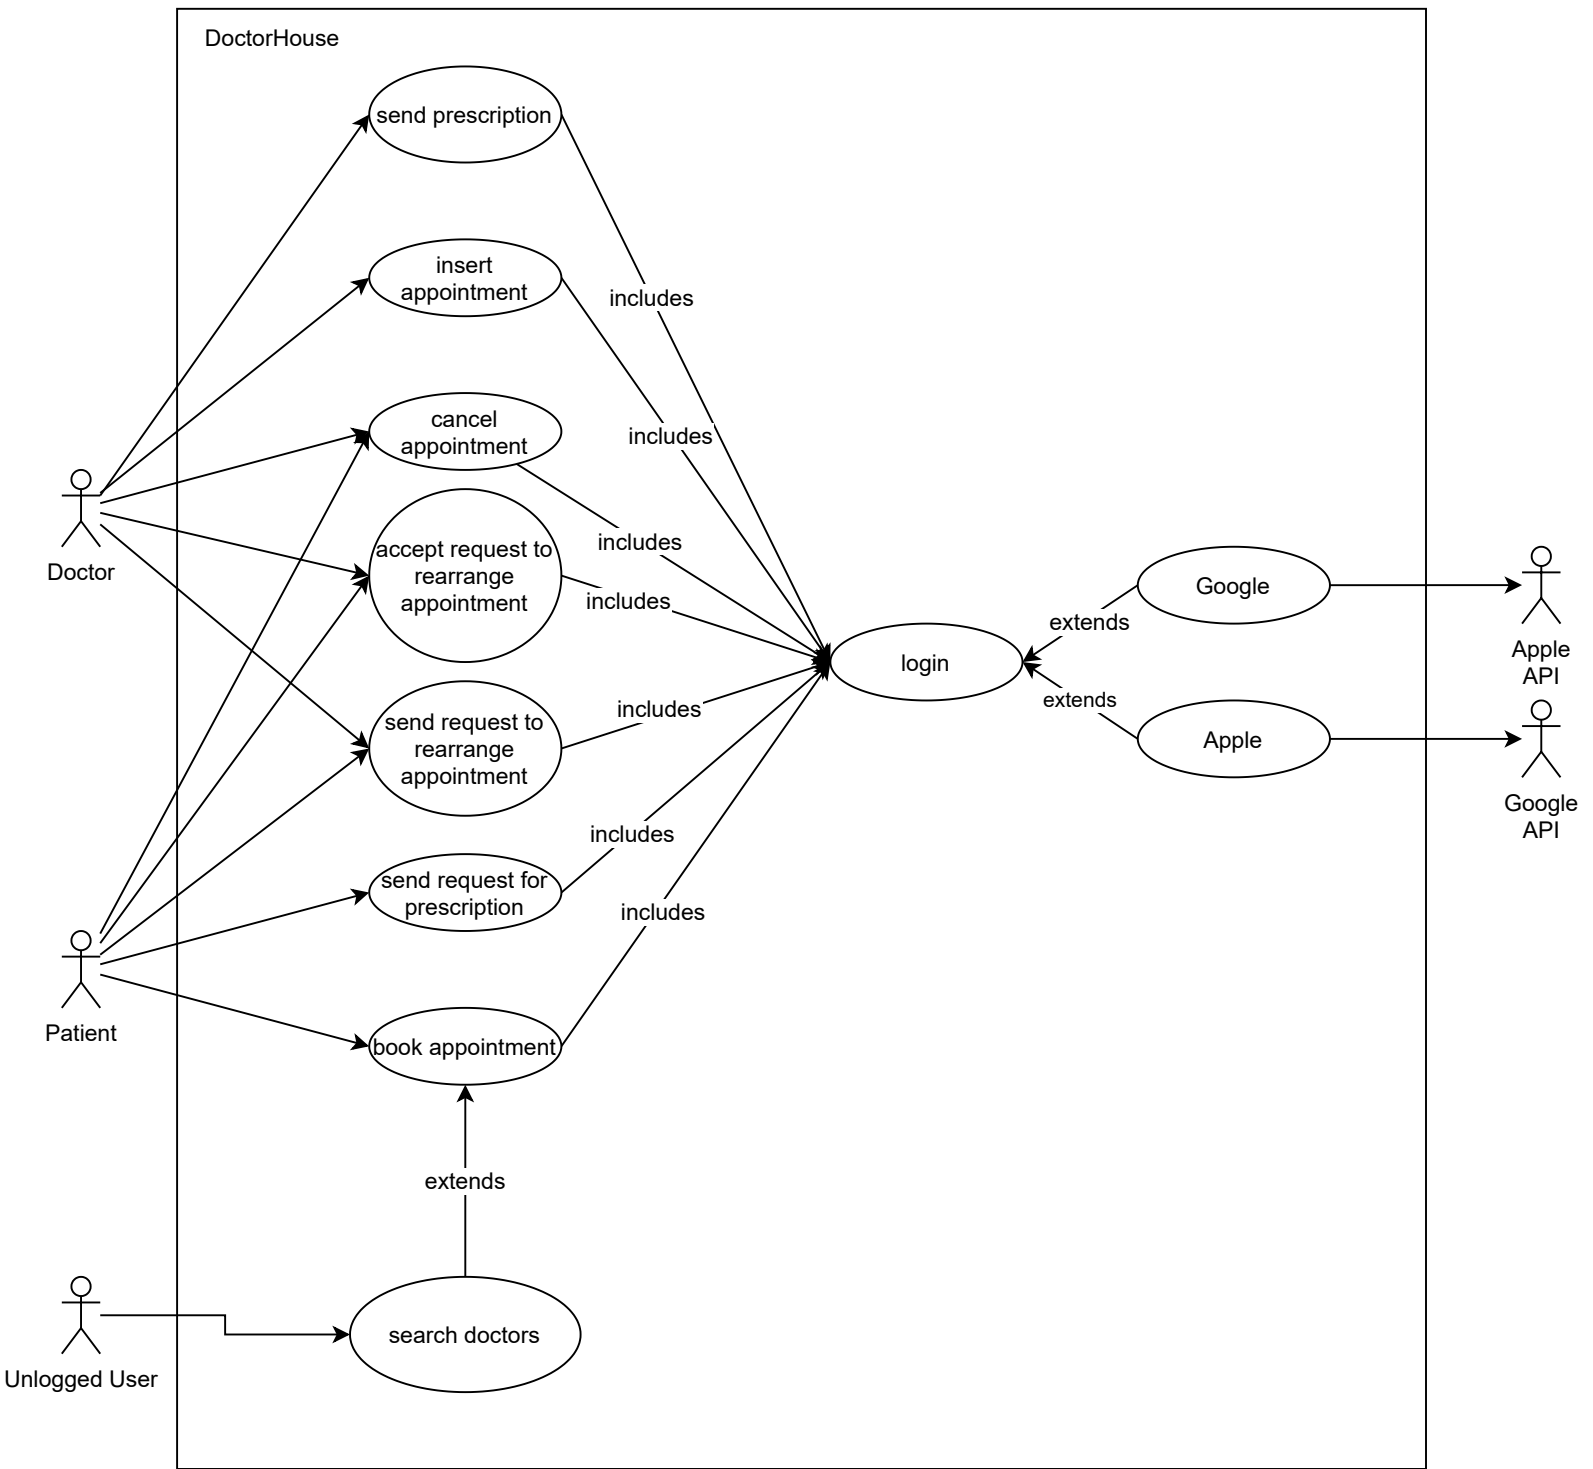 DoctorHouse
send prescription
insert
appointment
includes
cancel
appointment
includes
includes
accept request to
rearrange
appointment
includes
Doctor
Google
extends
Apple
API
login
extends
Apple
Google
API
send request to
rearrange
appointment
includes
includes
send request for
prescription
includes
Patient
book appointment
extends
search doctors
Unlogged User